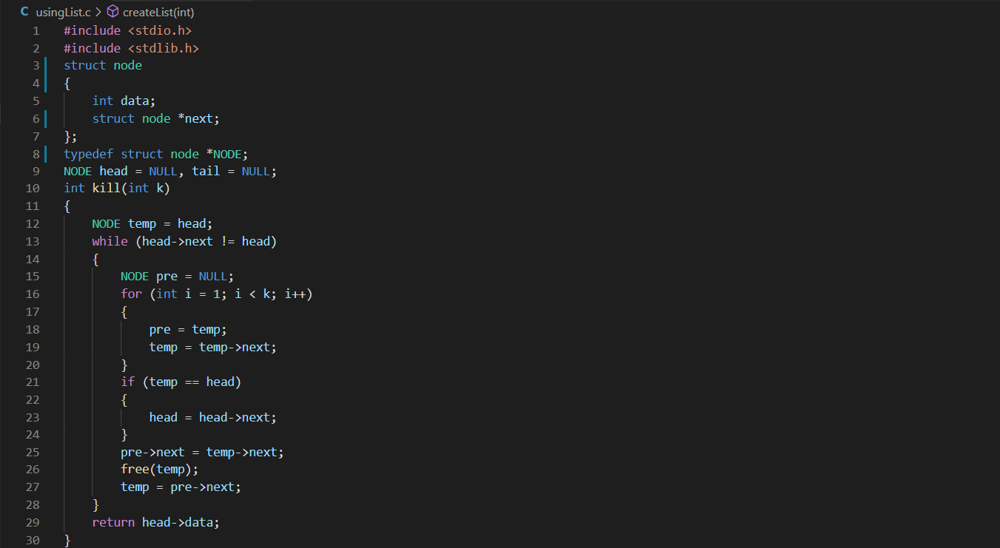 C usingList.c > createList(int)
1 #include <stdio.h>
2 #include <stdlib.h>
3 struct node
4 {
5     int data;
6     struct node *next;
7 };
8 typedef struct node *NODE;
9 NODE head = NULL, tail = NULL;
10 int kill(int k)
11 {
12     NODE temp = head;
13     while (head->next != head)
14     {
15         NODE pre = NULL;
16         for (int i = 1; i < k; i++)
17         {
18             pre = temp;
19             temp = temp->next;
20         }
21         if (temp == head)
22         {
23             head = head->next;
24         }
25         pre->next = temp->next;
26         free(temp);
27         temp = pre->next;
28     }
29     return head->data;
30 }